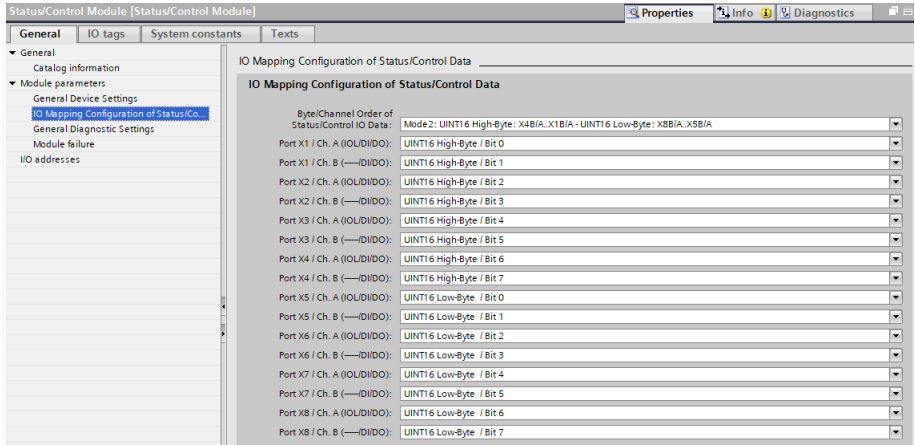 Status/Control Module [Status/Control Module]
Properties Info Diagnostics
General IO tags System constants Texts
General
Catalog information
Module parameters
General Device Settings
IO Mapping Configuration of Status/Co...
General Diagnostic Settings
Module failure
I/O addresses
IO Mapping Configuration of Status/Control Data
IO Mapping Configuration of Status/Control Data
Byte/Channel Order of
Status/Control IO Data: Mode2: UINT16 High-Byte: X4B/A..X1B/A - UINT16 Low-Byte: X8B/A..X5B/A
Port X1 / Ch. A (IOL/DI/DO): UINT16 High-Byte / Bit 0
Port X1 / Ch. B (----/DI/DO): UINT16 High-Byte / Bit 1
Port X2 / Ch. A (IOL/DI/DO): UINT16 High-Byte / Bit 2
Port X2 / Ch. B (----/DI/DO): UINT16 High-Byte / Bit 3
Port X3 / Ch. A (IOL/DI/DO): UINT16 High-Byte / Bit 4
Port X3 / Ch. B (----/DI/DO): UINT16 High-Byte / Bit 5
Port X4 / Ch. A (IOL/DI/DO): UINT16 High-Byte / Bit 6
Port X4 / Ch. B (----/DI/DO): UINT16 High-Byte / Bit 7
Port X5 / Ch. A (IOL/DI/DO): UINT16 Low-Byte / Bit 0
Port X5 / Ch. B (----/DI/DO): UINT16 Low-Byte / Bit 1
Port X6 / Ch. A (IOL/DI/DO): UINT16 Low-Byte / Bit 2
Port X6 / Ch. B (----/DI/DO): UINT16 Low-Byte / Bit 3
Port X7 / Ch. A (IOL/DI/DO): UINT16 Low-Byte / Bit 4
Port X7 / Ch. B (----/DI/DO): UINT16 Low-Byte / Bit 5
Port X8 / Ch. A (IOL/DI/DO): UINT16 Low-Byte / Bit 6
Port X8 / Ch. B (----/DI/DO): UINT16 Low-Byte / Bit 7